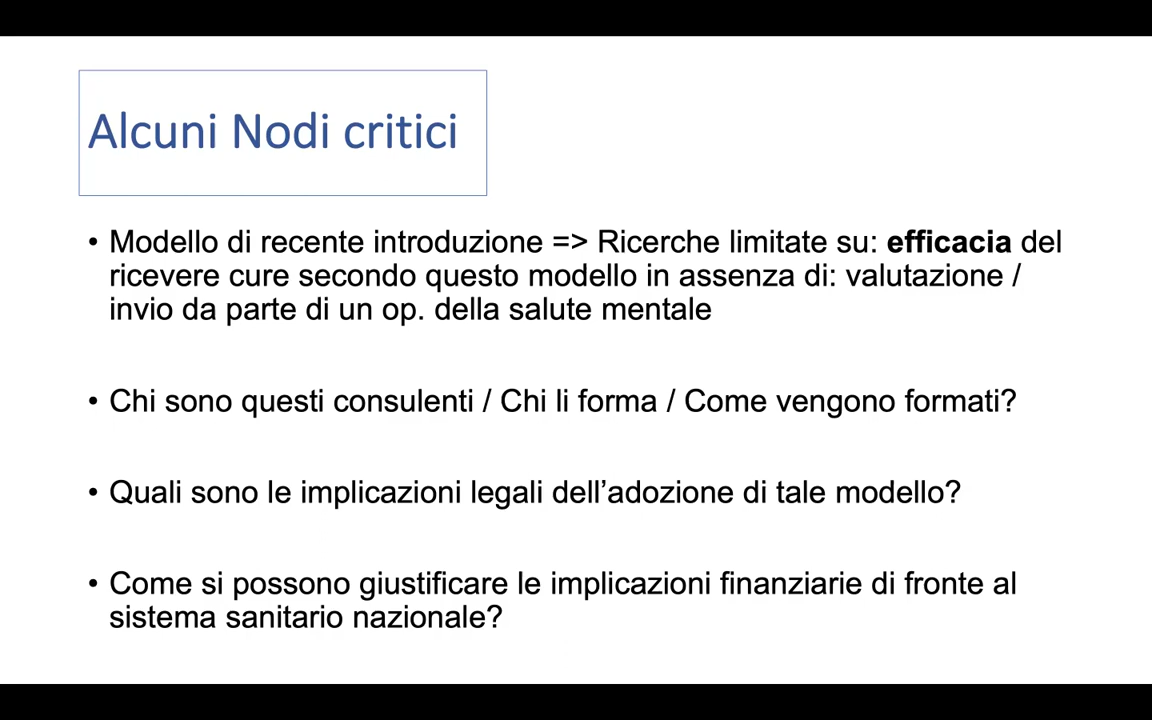 Alcuni Nodi critici
• Modello di recente introduzione => Ricerche limitate su: efficacia del
ricevere cure secondo questo modello in assenza di: valutazione /
invio da parte di un op. della salute mentale
• Chi sono questi consulenti / Chi li forma / Come vengono formati?
• Quali sono le implicazioni legali dell’adozione di tale modello?
• Come si possono giustificare le implicazioni finanziarie di fronte al
sistema sanitario nazionale?